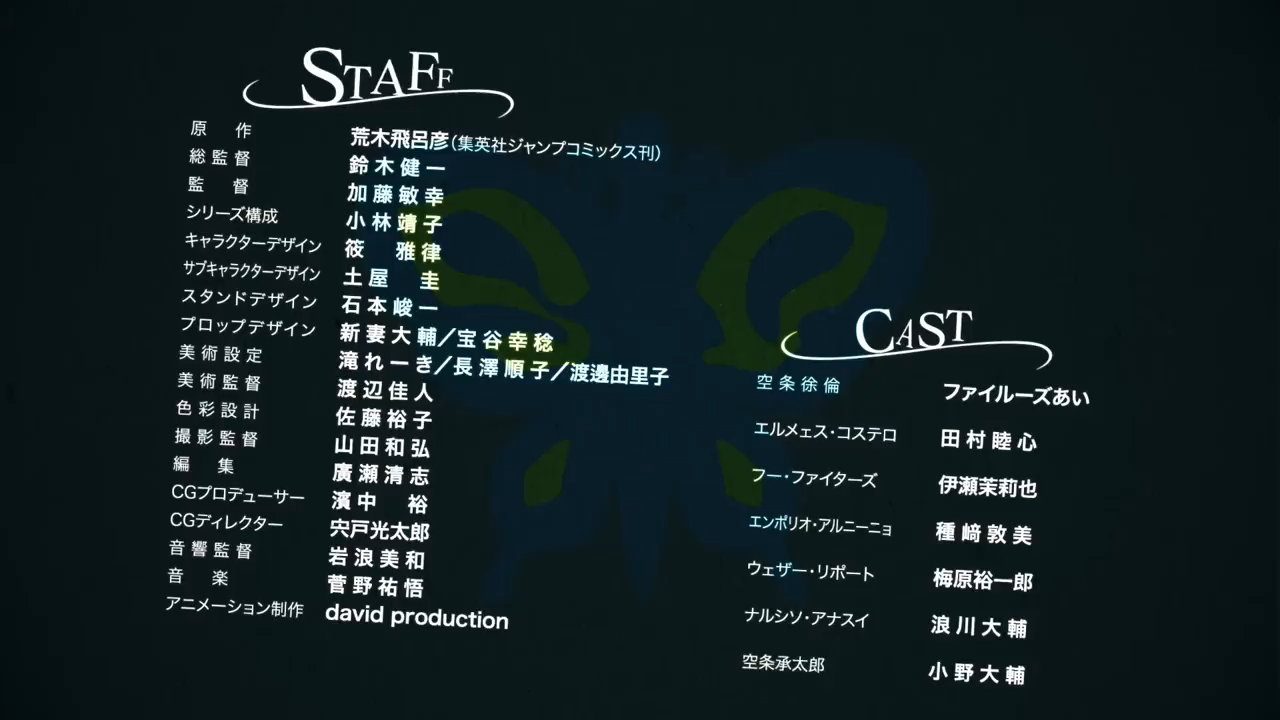 STAFF
原作 荒木飛呂彦(集英社ジャンプコミックス刊)
総監督 鈴木健一
監督 加藤敏幸
シリーズ構成 小林靖子
キャラクターデザイン 筱雅律
サブキャラクターデザイン 土屋圭
スタンドデザイン 石本峻一
プロップデザイン 新妻大輔／宝谷幸稔
美術設定 滝れーき／長澤順子／渡邊由里子
美術監督 渡辺佳人
色彩設計 佐藤裕子
撮影監督 山田和弘
編集 廣瀬清志
CGプロデューサー 濱中裕
CGディレクター 宍戸光太郎
音響監督 岩浪美和
音楽 菅野祐悟
アニメーション制作 david production
CAST
空条徐倫 ファイルーズあい
エルメェス・コステロ 田村睦心
フー・ファイターズ 伊瀬茉莉也
エンポリオ・アルニーニョ 種﨑敦美
ウェザー・リポート 梅原裕一郎
ナルシソ・アナスイ 浪川大輔
空条承太郎 小野大輔